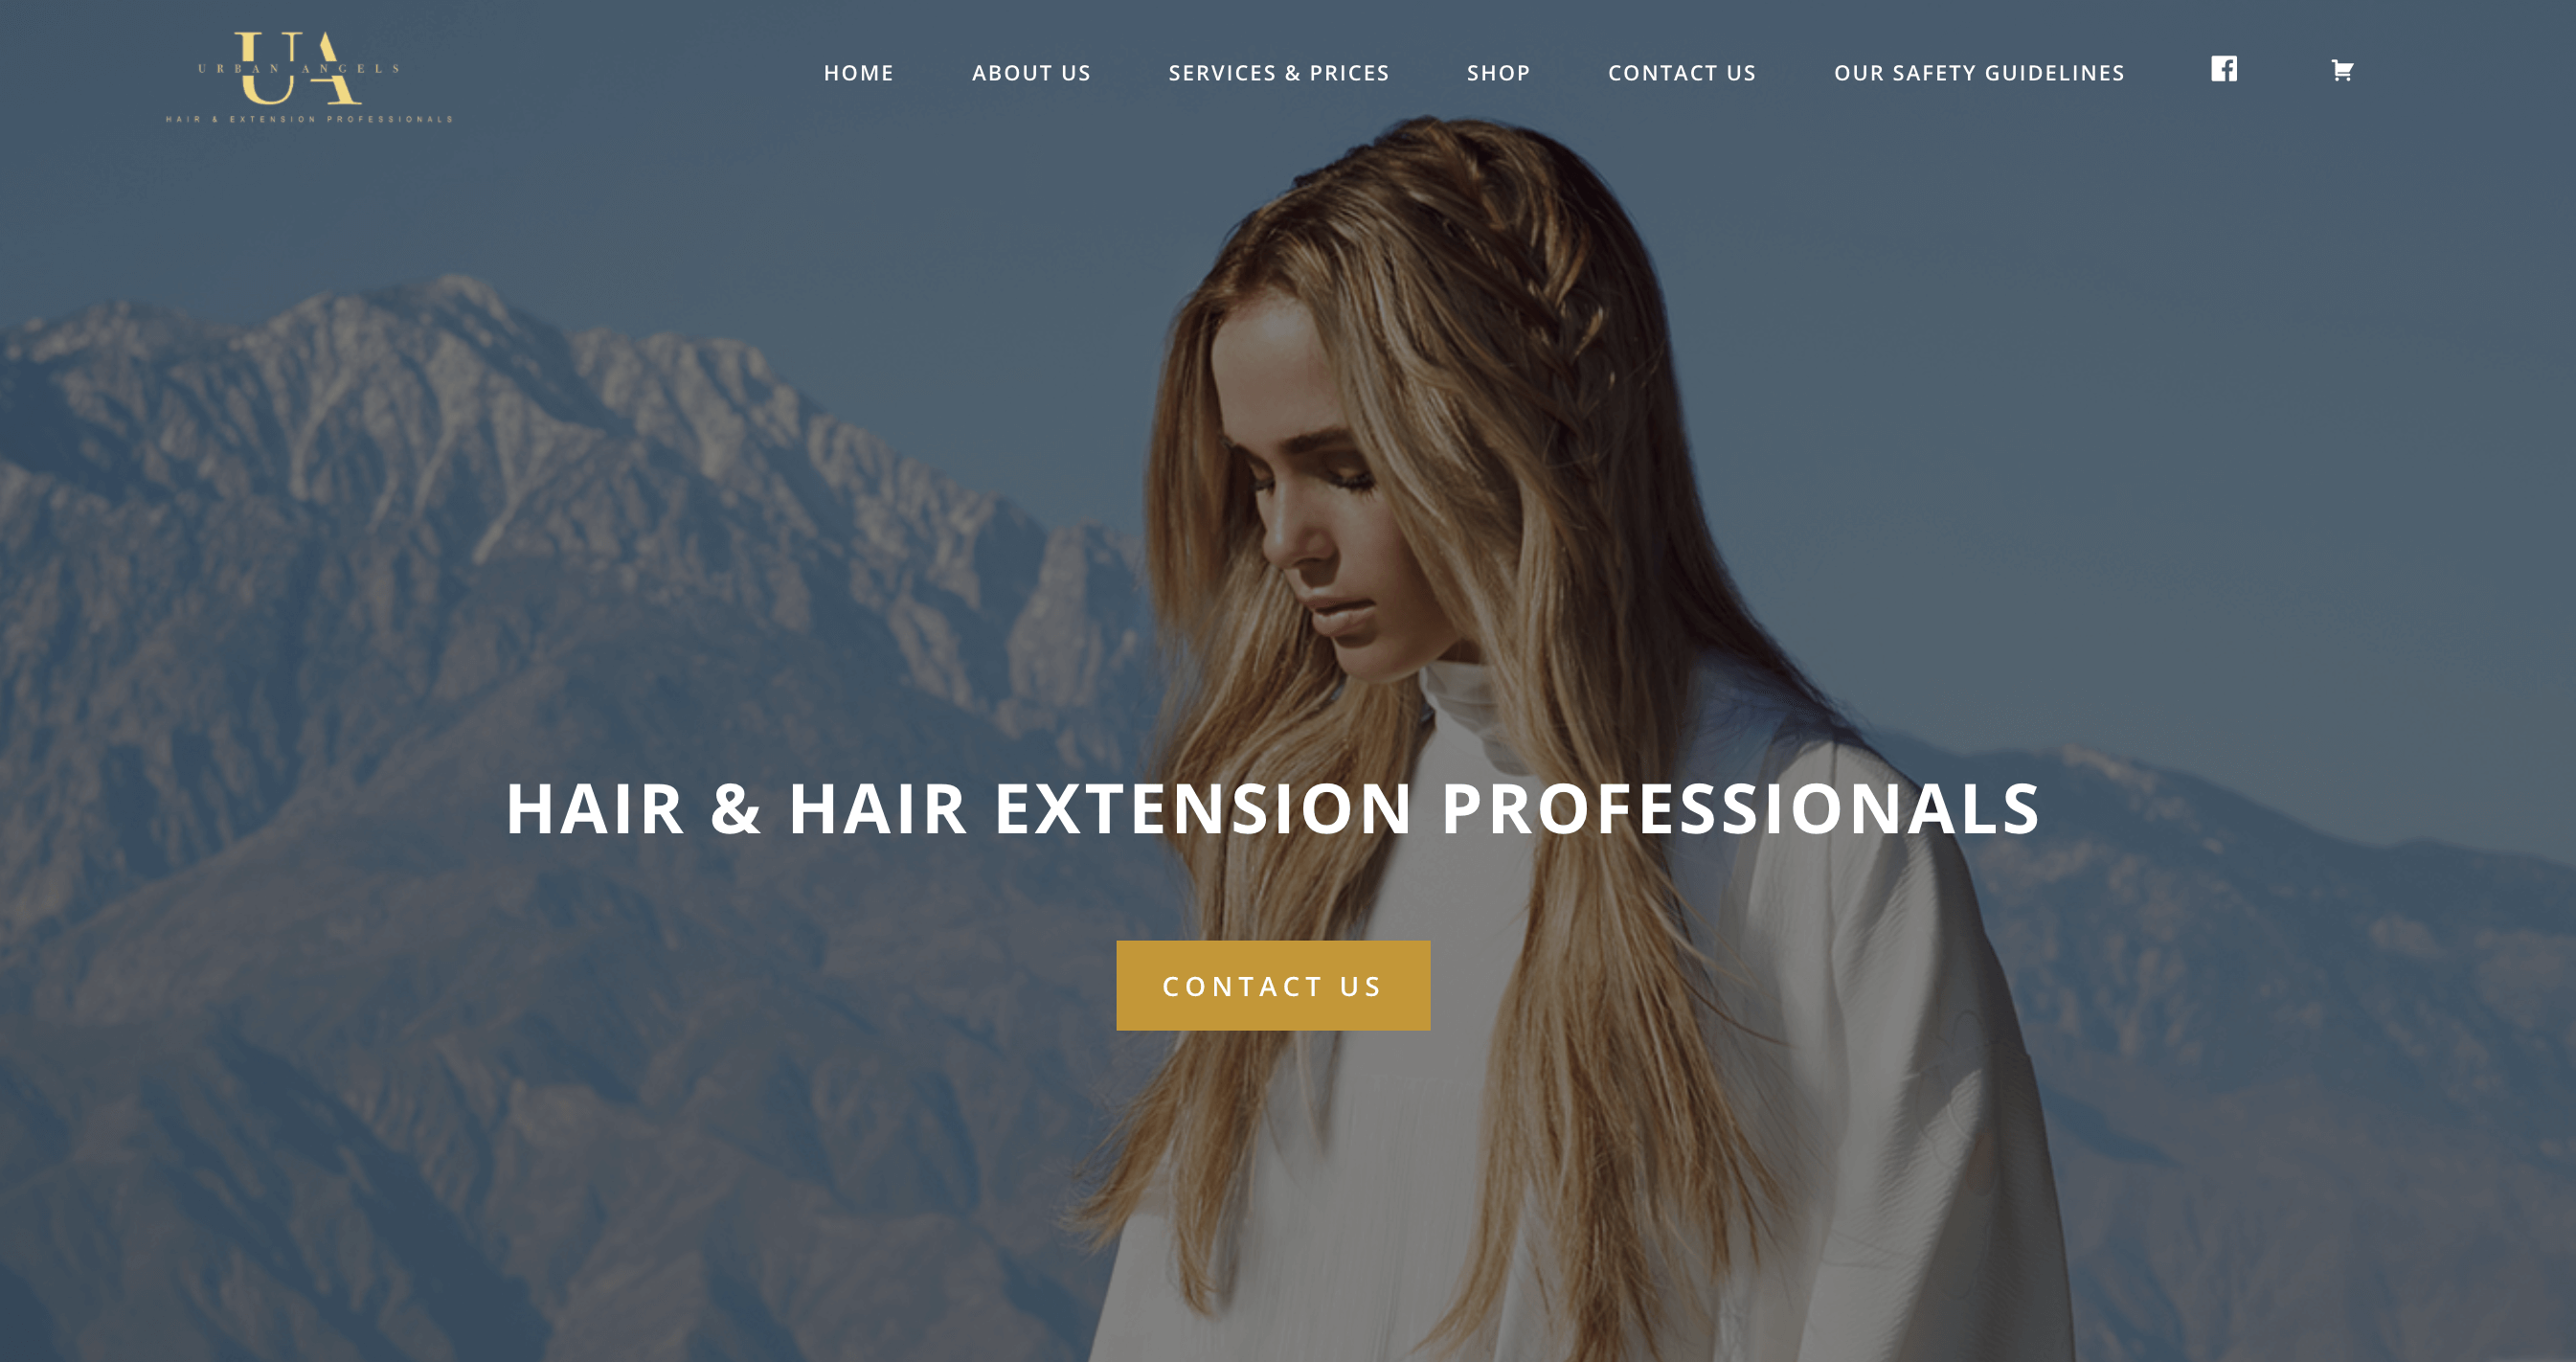 UA
URBAN ANGELS
HAIR & EXTENSION PROFESSIONALS
HOME ABOUT US SERVICES & PRICES SHOP CONTACT US OUR SAFETY GUIDELINES
HAIR & HAIR EXTENSION PROFESSIONALS
CONTACT US